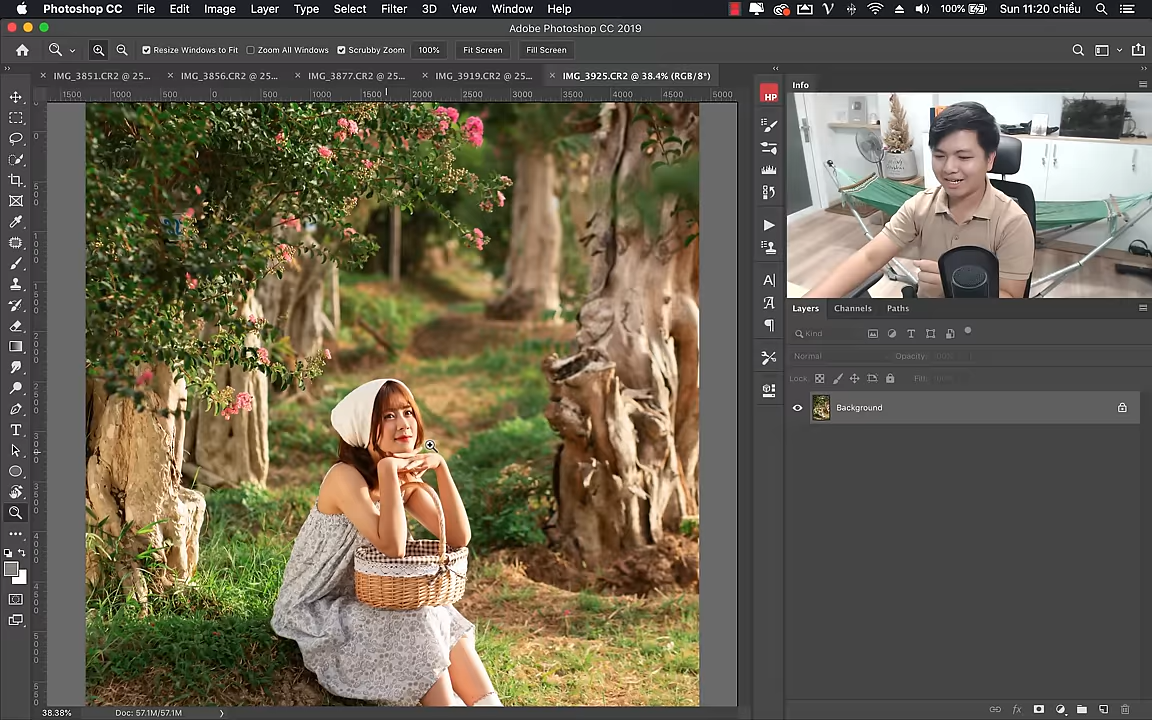 Photoshop CC File Edit Image Layer Type Select Filter 3D View Window Help 100% Sun 11:20 chiều
Adobe Photoshop CC 2019
Resize Windows to Fit Zoom All Windows Scrubby Zoom 100% Fit Screen Fill Screen
IMG_3851.CR2 @ 25... IMG_3856.CR2 @ 25... IMG_3877.CR2 @ 25... IMG_3919.CR2 @ 25... IMG_3925.CR2 @ 38.4% (RGB/8*)
1500 1000 500 0 500 1000 1500 2000 2500 3000 3500 4000 4500 5000
Info
HP
Layers Channels Paths
Kind
Normal Opacity: 100%
Lock: Fill:
Background
38.38% Doc: 57.1M/57.1M